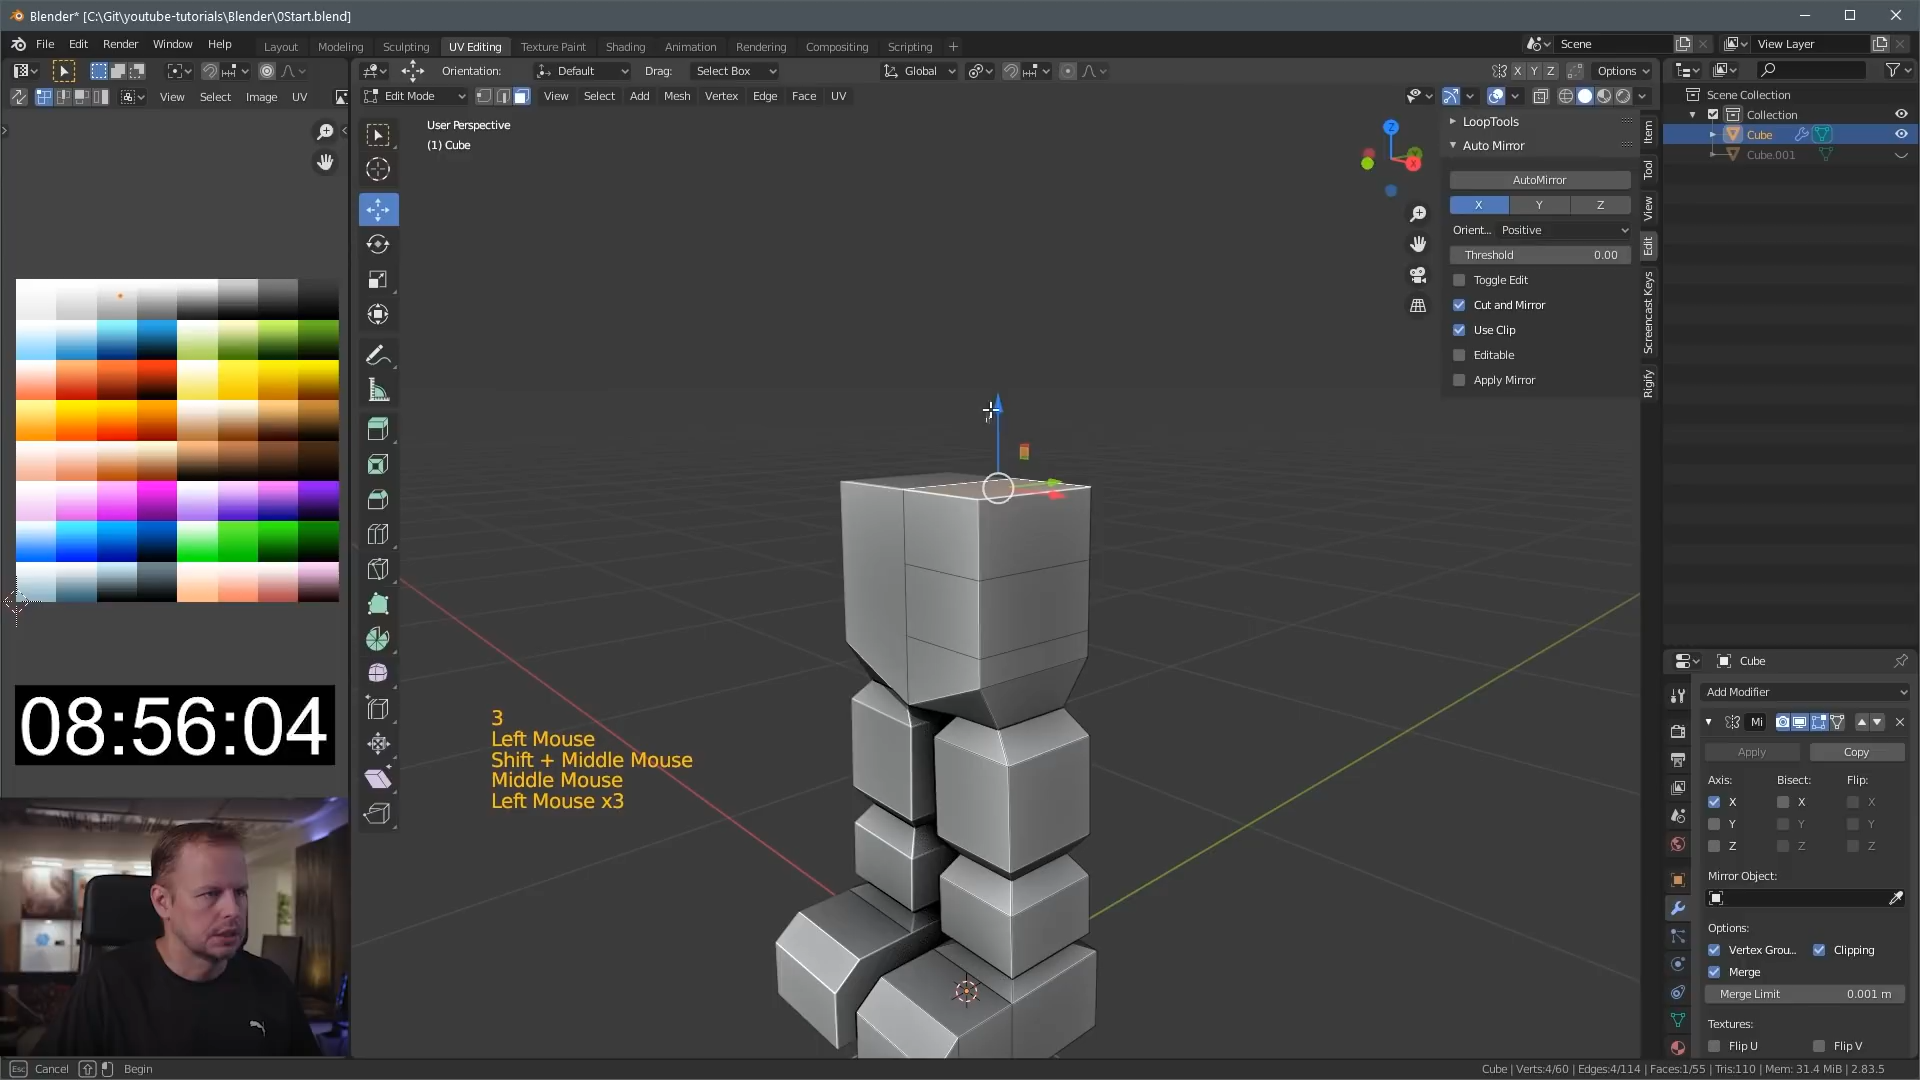 Blender* [C:\Git\youtube-tutorials\Blender\0Start.blend]
File Edit Render Window Help
Layout Modeling Sculpting UV Editing Texture Paint Shading Animation Rendering Compositing Scripting +
Scene
View Layer
Orientation: Default Drag: Select Box
Global
X Y Z Options
View Select Image UV
Edit Mode View Select Add Mesh Vertex Edge Face UV
User Perspective
(1) Cube
Z
X
LoopTools
Auto Mirror
AutoMirror
X Y Z
Orient... Positive
Threshold 0.00
Toggle Edit
Cut and Mirror
Use Clip
Editable
Apply Mirror
Item
Tool
View
Edit
Screencast Keys
Rigify
Scene Collection
Collection
Cube
Cube.001
08:56:04
3
Left Mouse
Shift + Middle Mouse
Middle Mouse
Left Mouse x3
Cube
Add Modifier
Mi
Apply Copy
Axis: Bisect: Flip:
X X X
Y Y Y
Z Z Z
Mirror Object:
Options:
Vertex Grou... Clipping
Merge
Merge Limit 0.001 m
Textures:
Flip U Flip V
Esc Cancel Begin
Cube | Verts:4/60 | Edges:4/114 | Faces:1/55 | Tris:110 | Mem: 31.4 MiB | 2.83.5